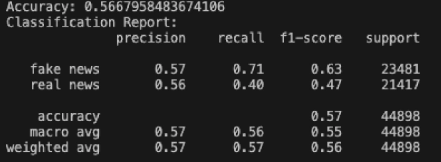 Accuracy: 0.5667958483674106
Classification Report:
precision recall f1-score support
fake news 0.57 0.71 0.63 23481
real news 0.56 0.40 0.47 21417
accuracy 0.57 44898
macro avg 0.57 0.56 0.55 44898
weighted avg 0.57 0.57 0.56 44898